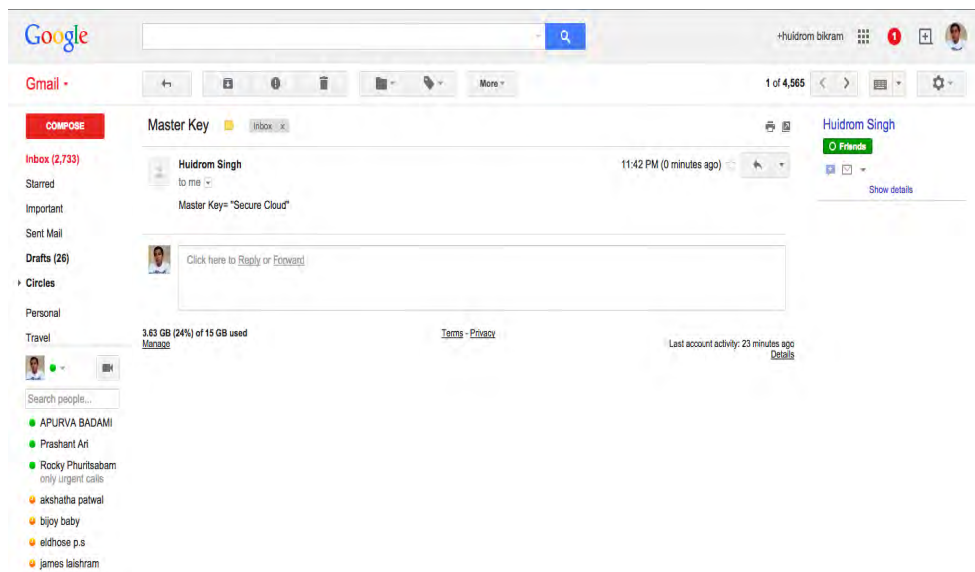 Google
+huidrom bikram
1
Gmail
More
1 of 4,565
COMPOSE
Master Key
Inbox x
Huidrom Singh
Friends
Show details
Inbox (2,733)
Starred
Important
Sent Mail
Drafts (26)
Circles
Personal
Travel
Huidrom Singh
11:42 PM (0 minutes ago)
to me
Master Key= "Secure Cloud"
Click here to Reply or Forward
3.63 GB (24%) of 15 GB used
Manage
Terms - Privacy
Last account activity: 23 minutes ago
Details
Search people...
APURVA BADAMI
Prashant Ari
Rocky Phuritsabam
only urgent calls
akshatha patwal
bijoy baby
eldhose p.s
james laishram